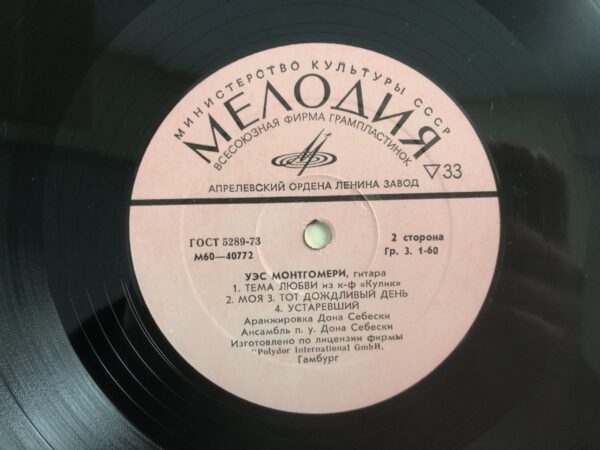 МИНИСТЕРСТВО КУЛЬТУРЫ СССР
МЕЛОДИЯ
ВСЕСОЮЗНАЯ ФИРМА ГРАМПЛАСТИНОК
▽33
АПРЕЛЕВСКИЙ ОРДЕНА ЛЕНИНА ЗАВОД
ГОСТ 5289-73
М60—40772
2 сторона
Гр. 3. 1-60
УЭС МОНТГОМЕРИ, гитара
1. ТЕМА ЛЮБВИ из к-ф «Кулик»
2. МОЯ 3. ТОТ ДОЖДЛИВЫЙ ДЕНЬ
4. УСТАРЕВШИЙ
Аранжировка Дона Себески
Ансамбль п. у. Дона Себески
Изготовлено по лицензии фирмы
"Polydor International GmbH,
Гамбург